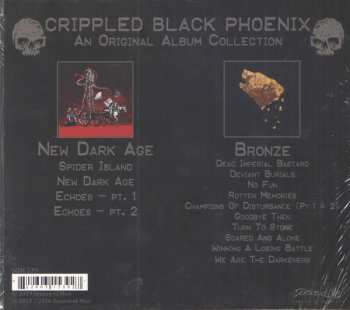 Crippled Black Phoenix
An Original Album Collection
New Dark Age
Spider Island
New Dark Age
Echoes – pt. 1
Echoes – pt. 2
Bronze
Dead Imperial Bastard
Deviant Burials
No Fun
Rotten Memories
Champions Of Disturbance (Pt 1 & 2)
Goodbye Then
Turn To Stone
Scared And Alone
Winning A Losing Battle
We Are The Darkeners